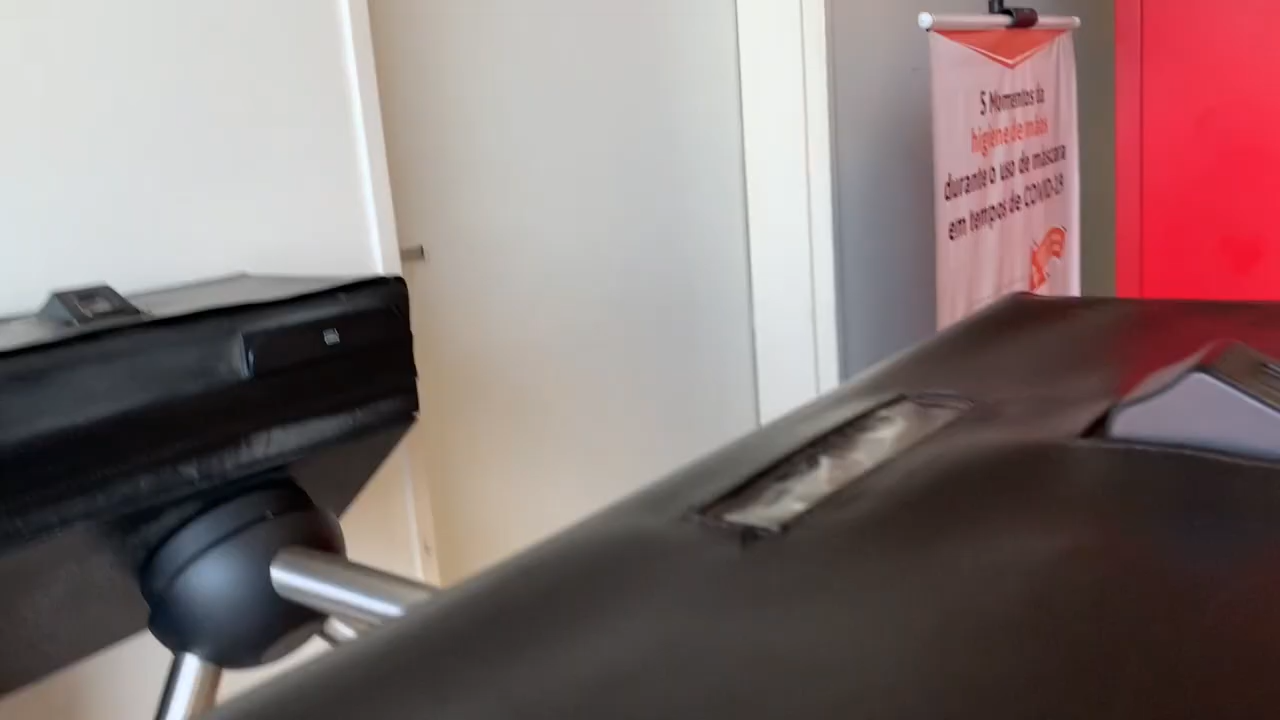 5 Momentos da
higiene de mãos
durante o uso de máscara
em tempos de COVID-19